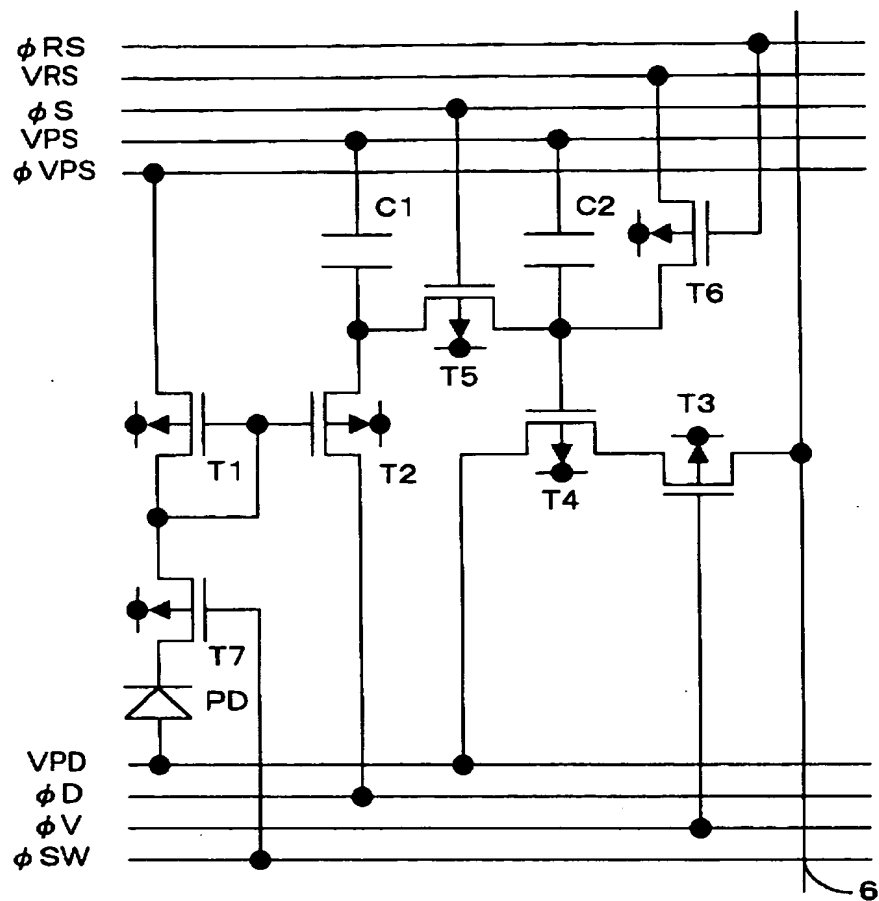 φRS
VRS
φS
VPS
φVPS
C1
C2
T6
T5
T3
T1
T2
T4
T7
PD
VPD
φD
φV
φSW
6